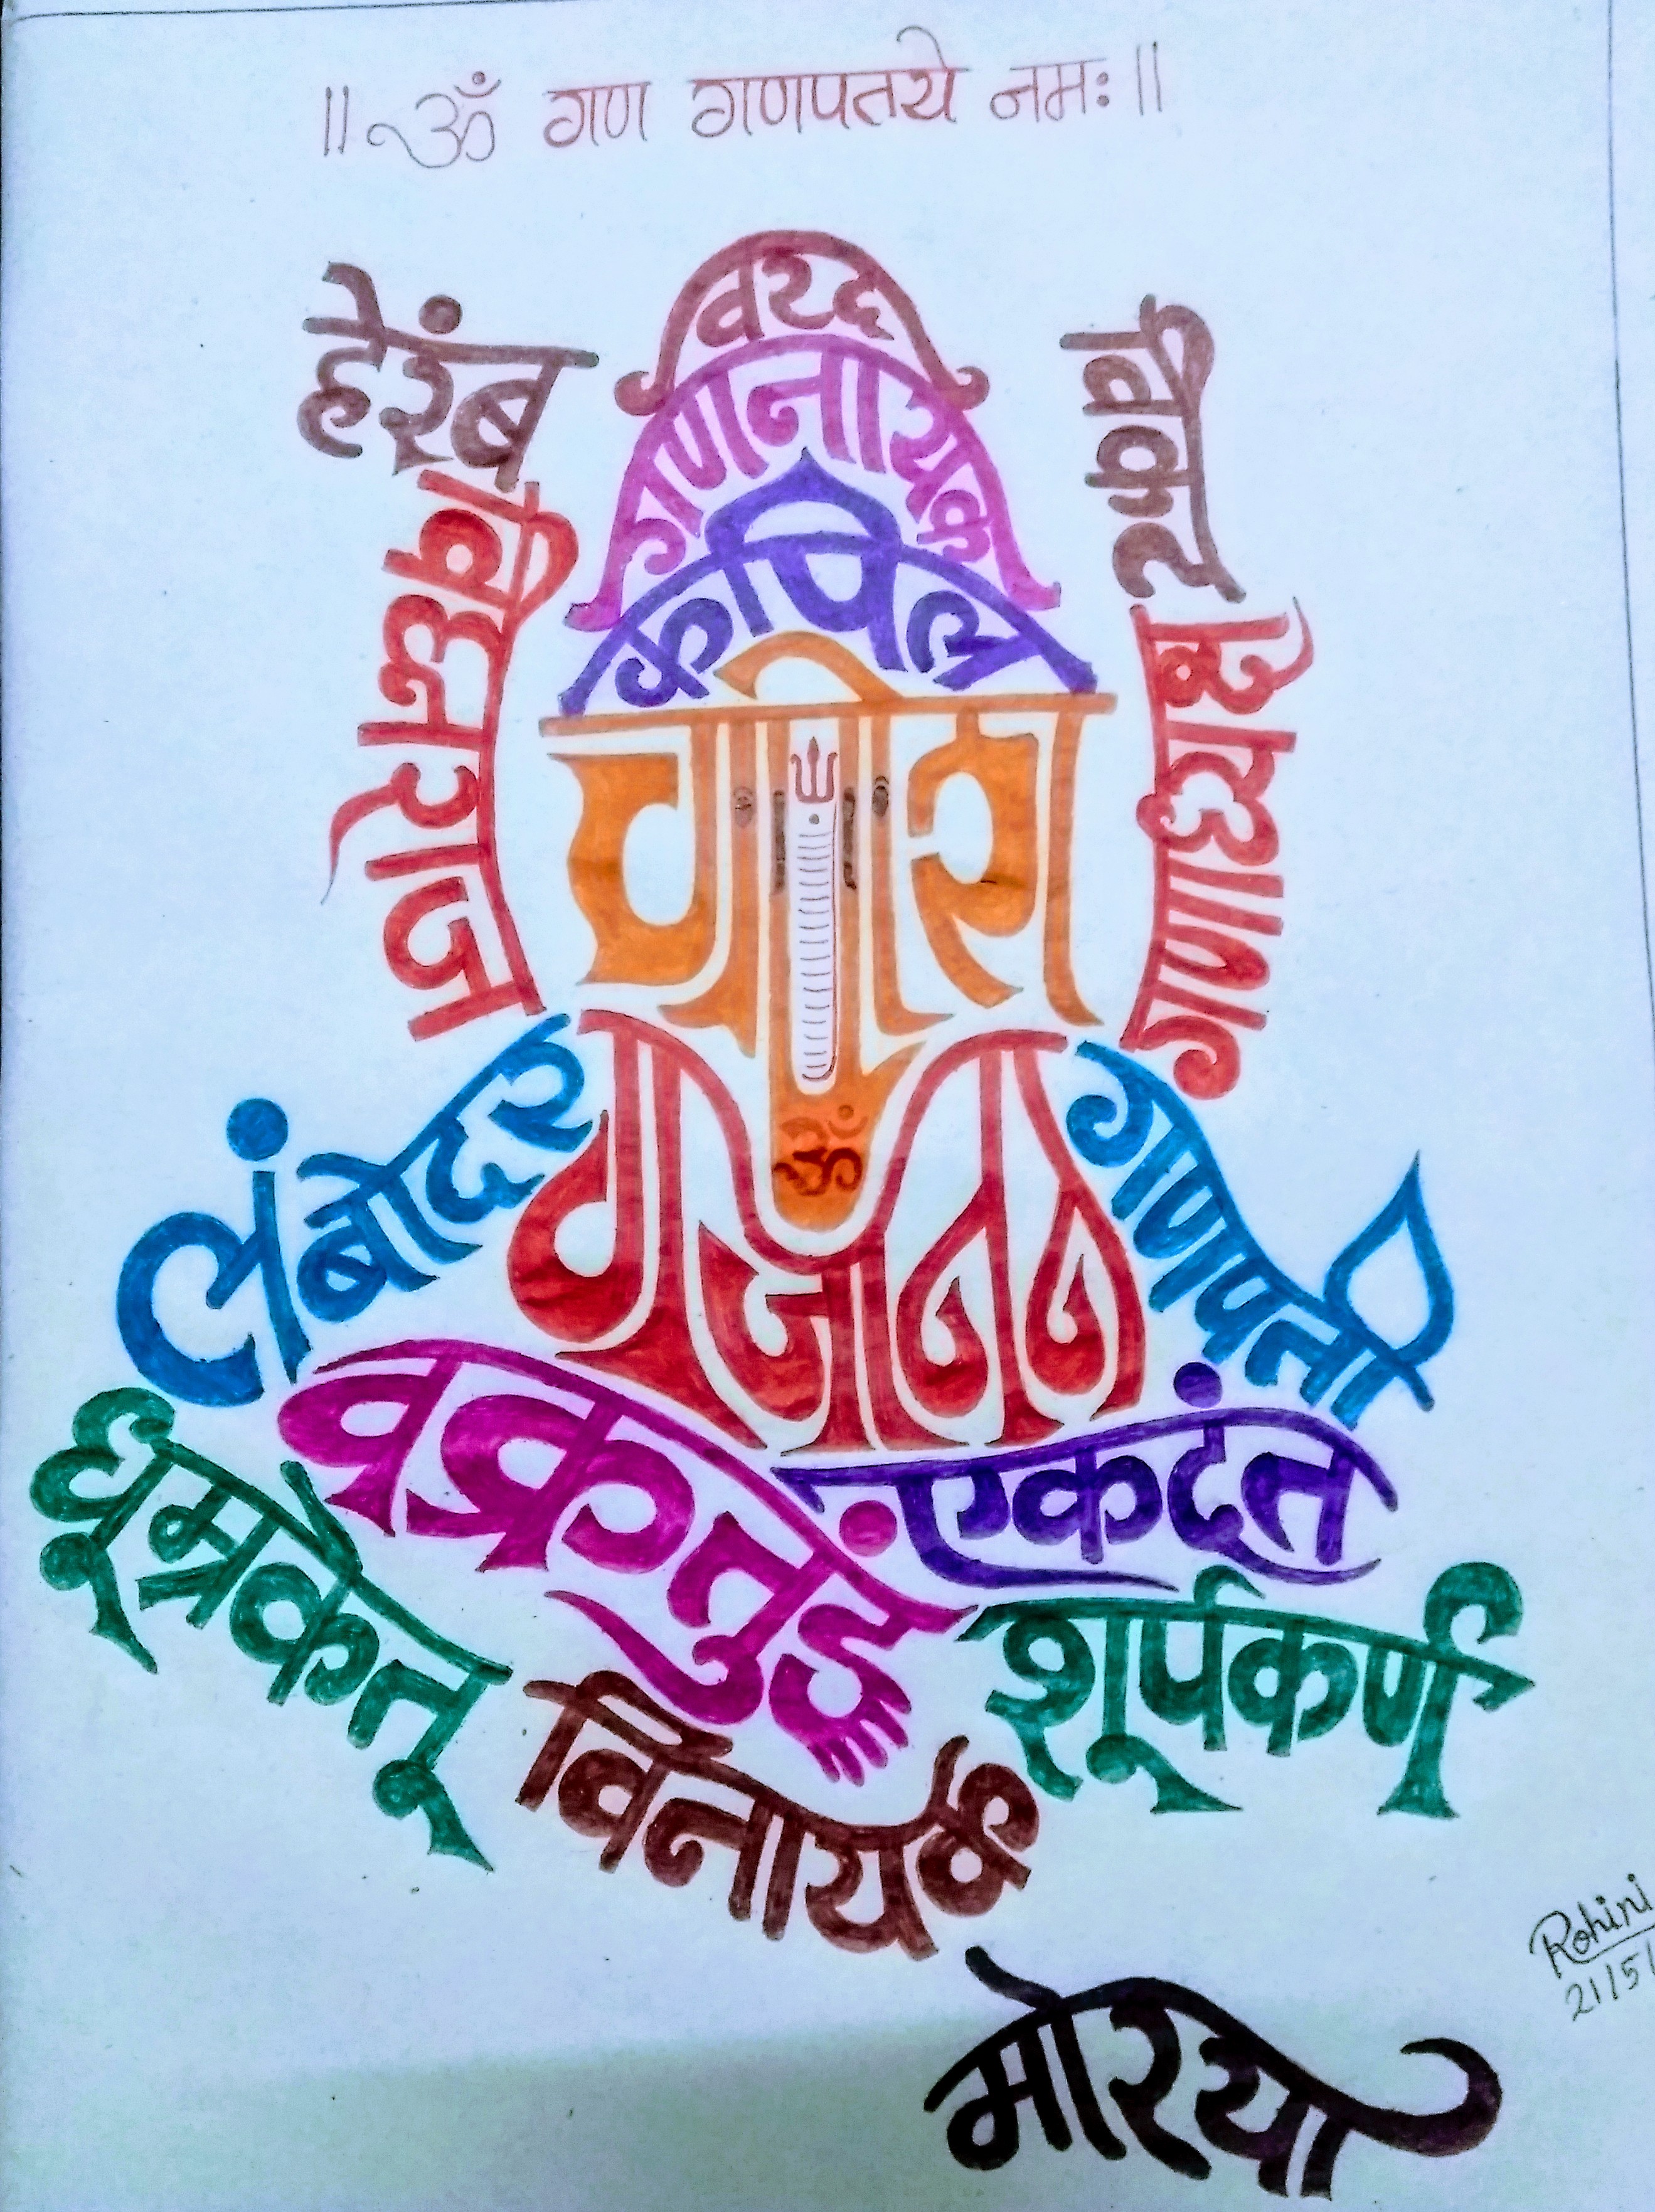 ॥ ॐ गण गणपतये नमः ॥
वरद
हेरंब
विकट
गणनायक
कपिल
विघ्नराज
गणेश
गणाध्यक्ष
ॐ
लंबोदर
गजानन
गणपती
वक्रतुंड
एकदंत
धूम्रकेतू
शूर्पकर्ण
विनायक
मोरया
Rohini
21/5/